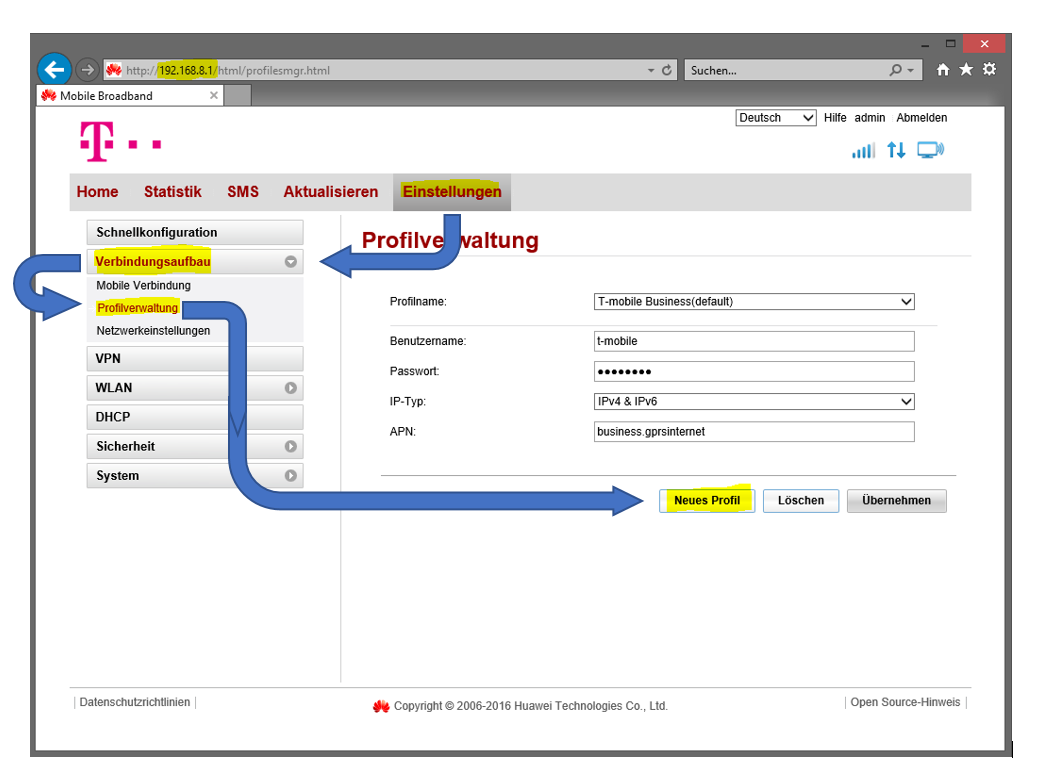 http://192.168.8.1/html/profilesmgr.html
Suchen...
Mobile Broadband
Deutsch Hilfe admin Abmelden
T
Home Statistik SMS Aktualisieren Einstellungen
Schnellkonfiguration
Verbindungsaufbau
Mobile Verbindung
Profilverwaltung
Netzwerkeinstellungen
VPN
WLAN
DHCP
Sicherheit
System
Profilverwaltung
Profilname: T-mobile Business(default)
Benutzername: t-mobile
Passwort: ••••••••
IP-Typ: IPv4 & IPv6
APN: business.gprsinternet
Neues Profil Löschen Übernehmen
Datenschutzrichtlinien
Copyright © 2006-2016 Huawei Technologies Co., Ltd.
Open Source-Hinweis